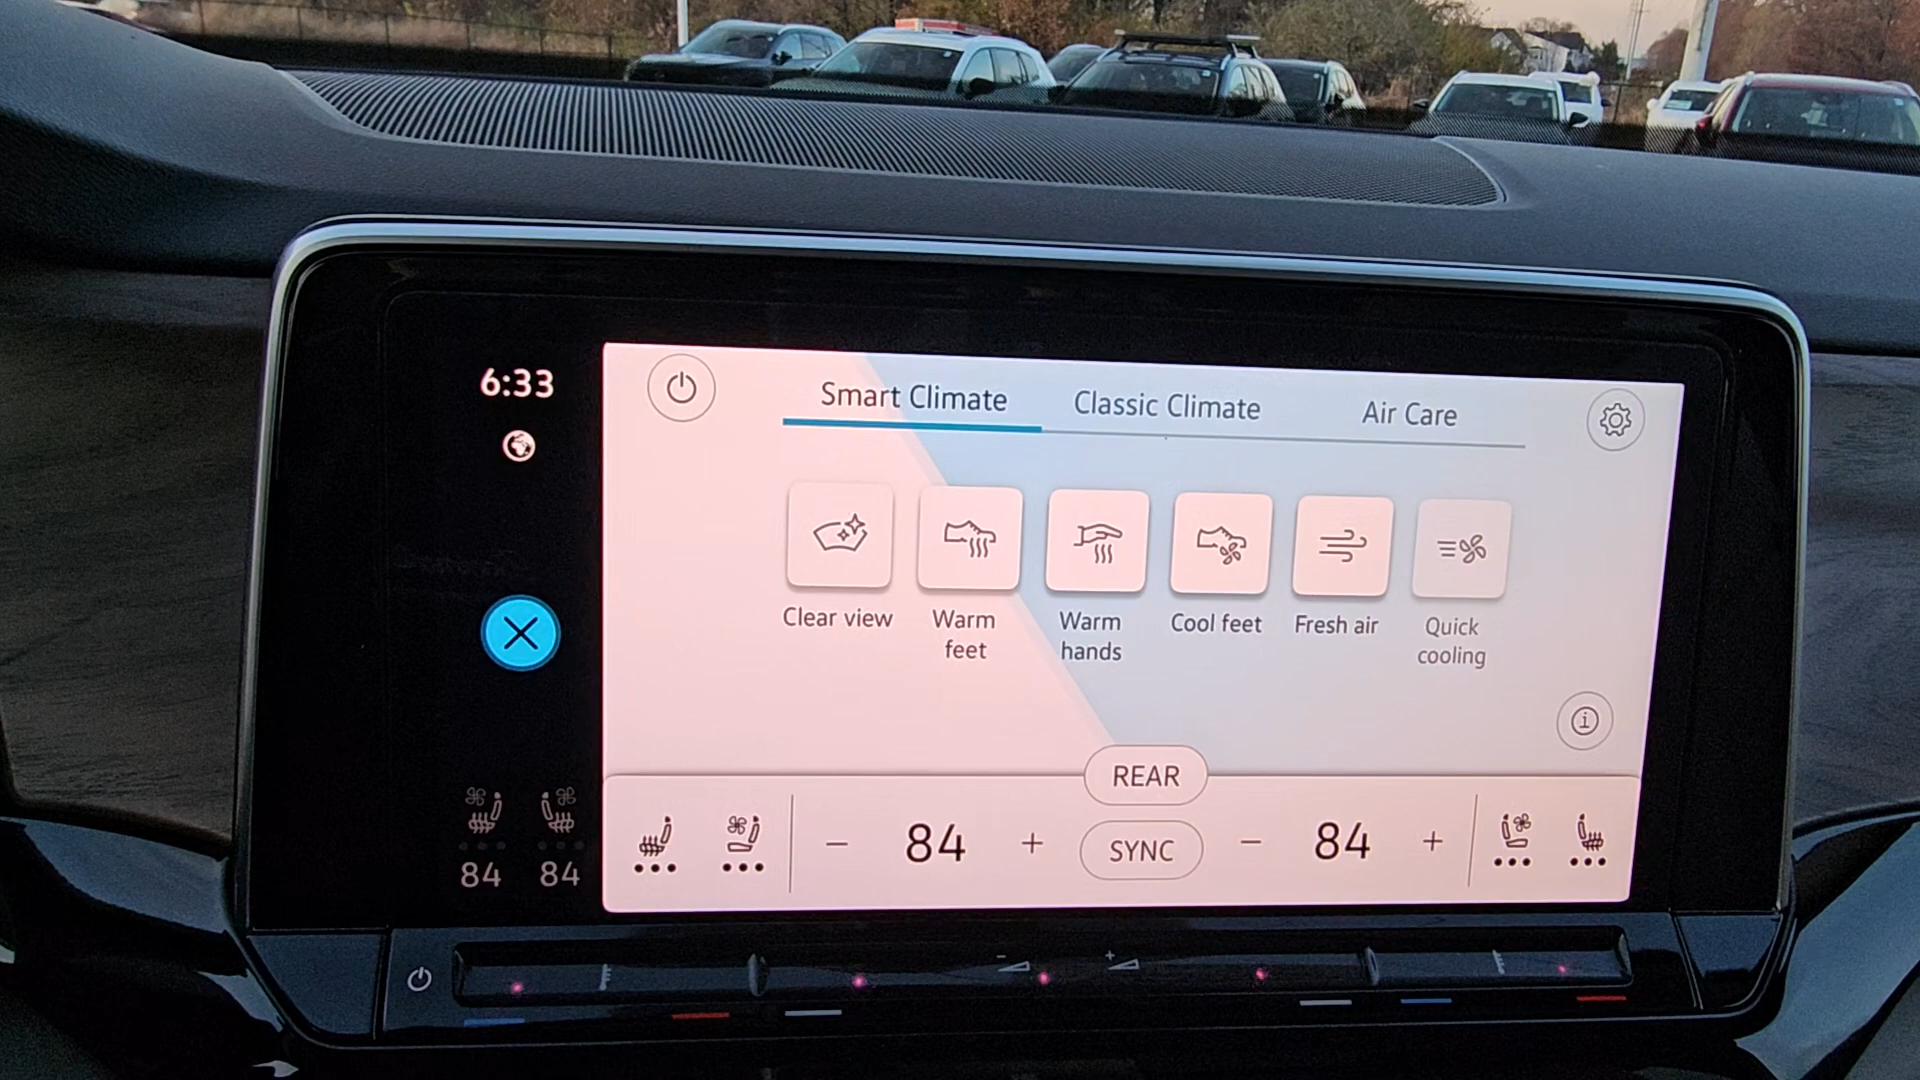 6:33
Smart Climate
Classic Climate
Air Care
Clear view
Warm
feet
Warm
hands
Cool feet
Fresh air
Quick
cooling
REAR
84 84
− 84 +
SYNC
− 84 +